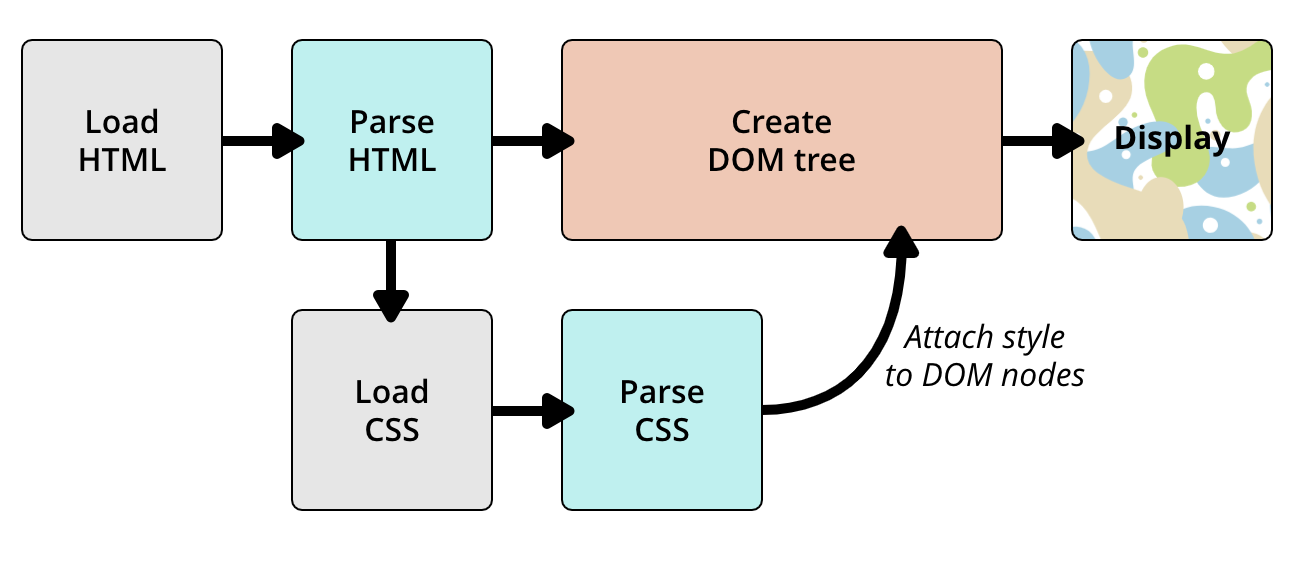 Load
HTML
Parse
HTML
Create
DOM tree
Display
Load
CSS
Parse
CSS
Attach style
to DOM nodes